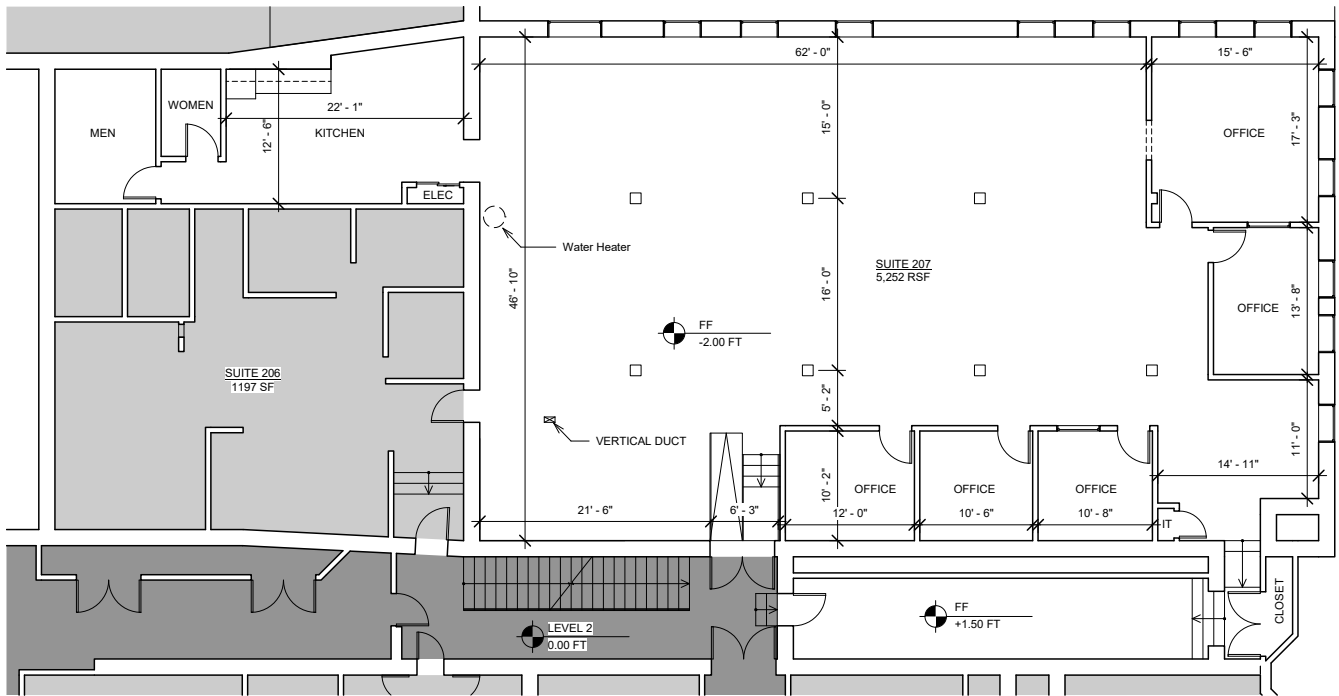 62' - 0"
15' - 6"
WOMEN
MEN
22' - 1"
KITCHEN
12' - 6"
15' - 0"
OFFICE
17' - 3"
ELEC
Water Heater
SUITE 207
5,252 RSF
46' - 10"
16' - 0"
OFFICE
13' - 8"
FF
-2.00 FT
SUITE 206
1197 SF
5' - 2"
VERTICAL DUCT
11' - 0"
14' - 11"
10' - 2"
OFFICE
OFFICE
OFFICE
21' - 6"
6' - 3"
12' - 0"
10' - 6"
10' - 8"
IT
FF
+1.50 FT
CLOSET
LEVEL 2
0.00 FT